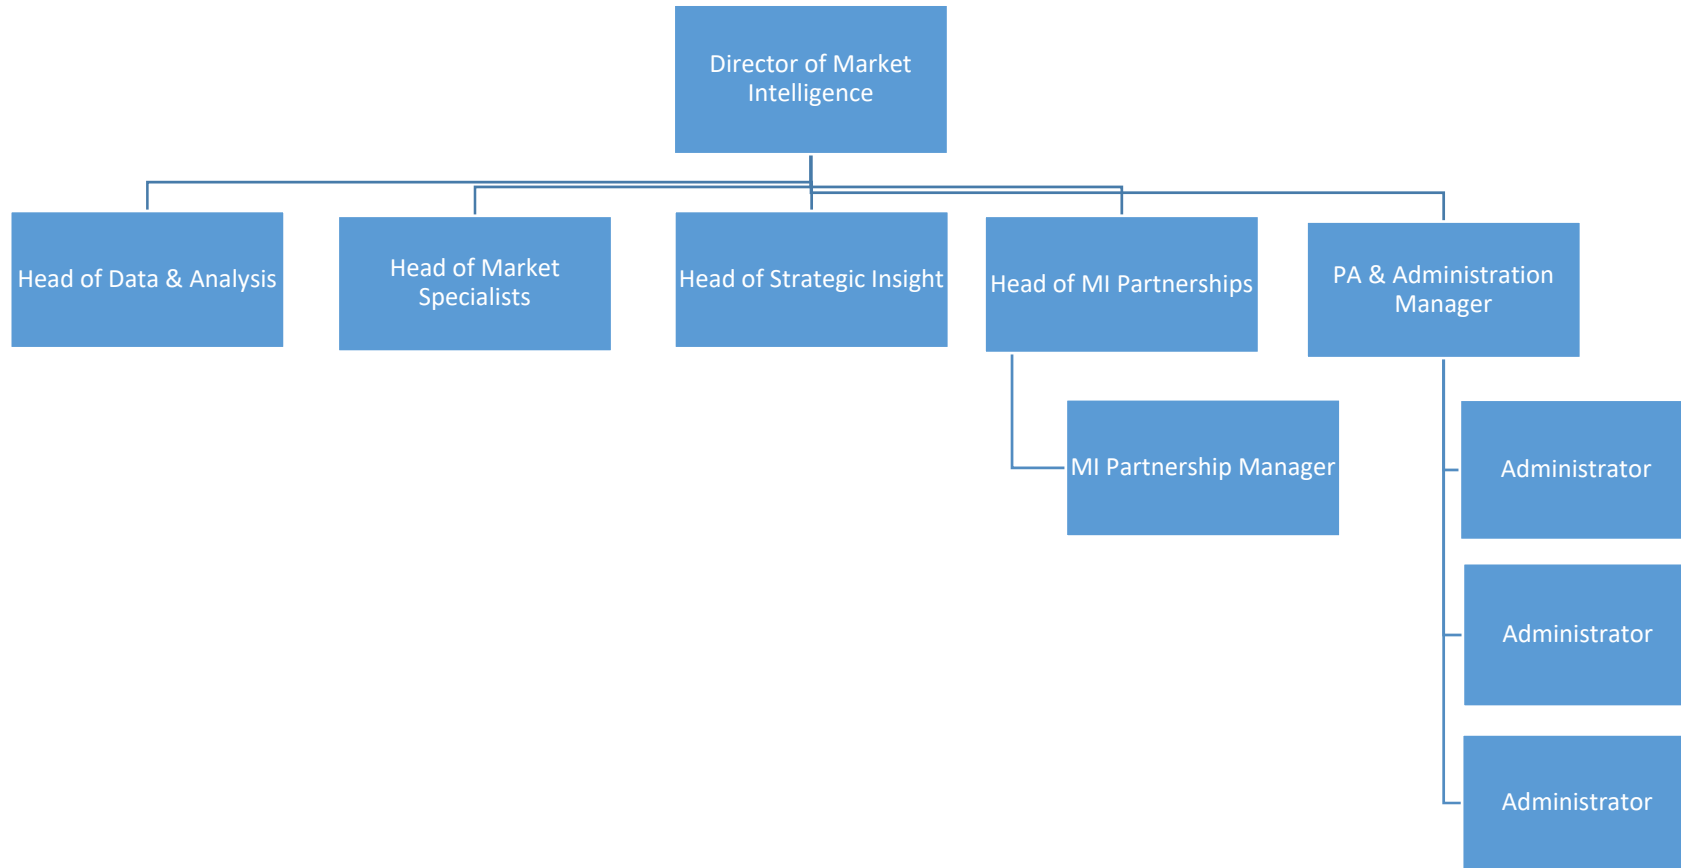 Director of Market
Intelligence
Head of Data & Analysis
Head of Market
Specialists
Head of Strategic Insight
Head of MI Partnerships
PA & Administration
Manager
MI Partnership Manager
Administrator
Administrator
Administrator